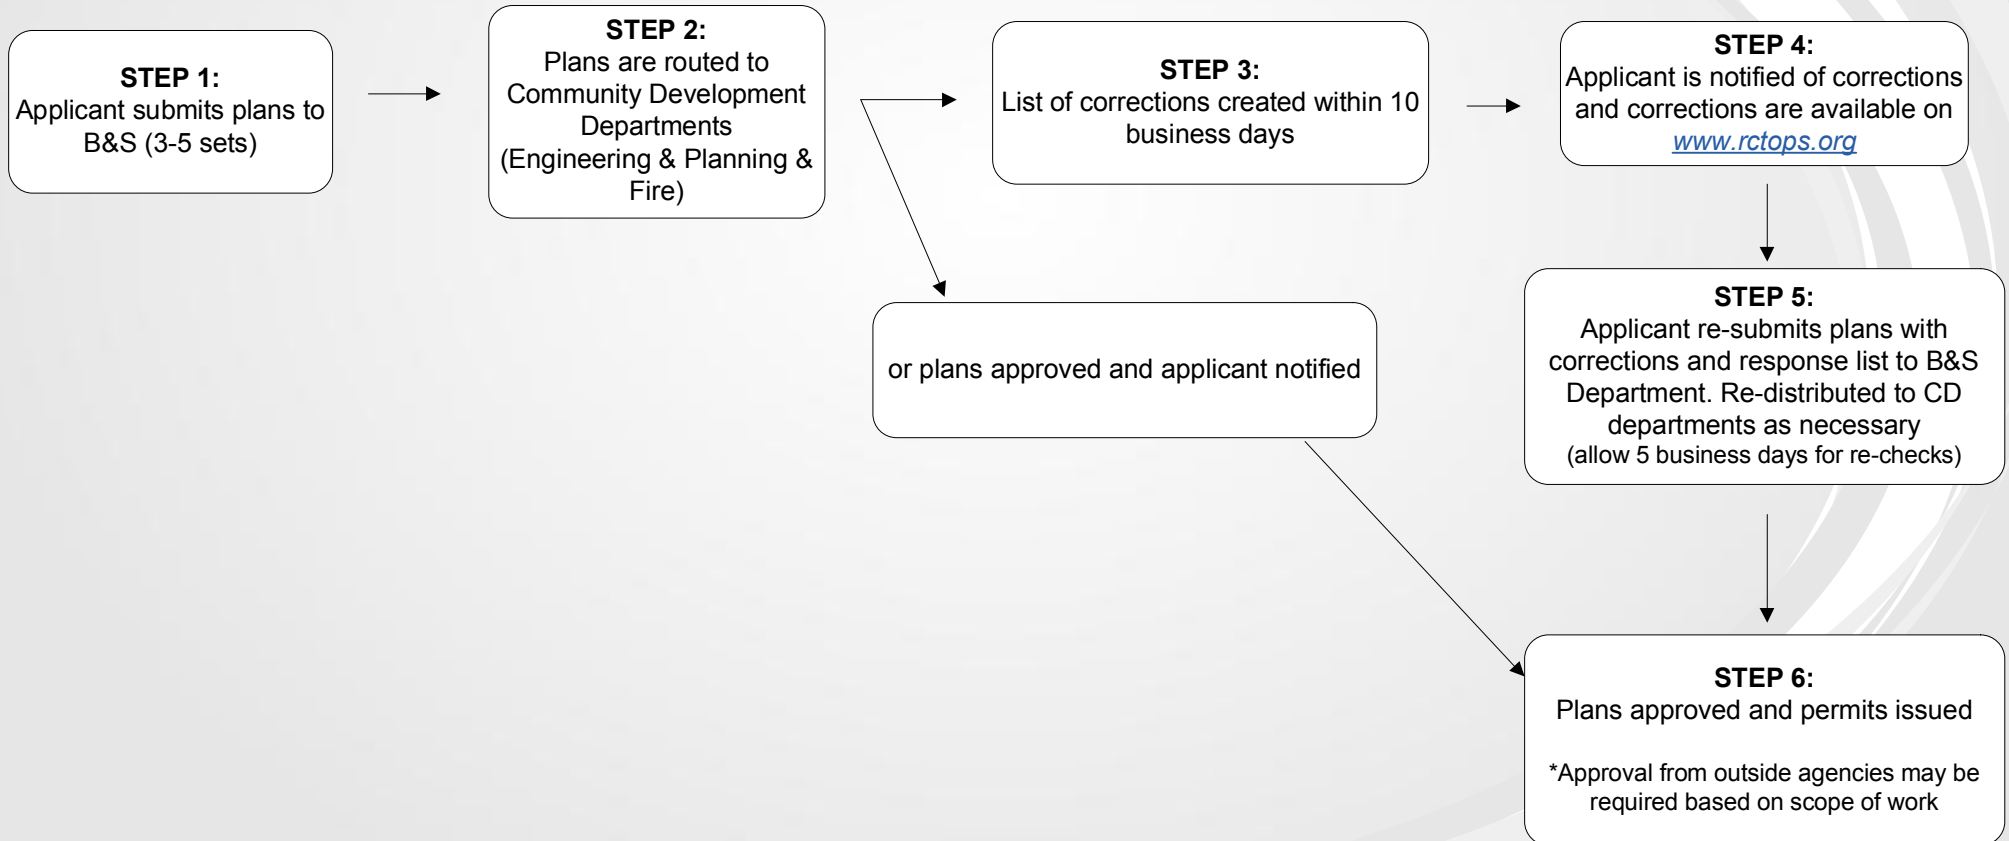 STEP 1:
Applicant submits plans to
B&S (3-5 sets)
STEP 2:
Plans are routed to
Community Development
Departments
(Engineering & Planning &
Fire)
STEP 3:
List of corrections created within 10
business days
or plans approved and applicant notified
STEP 4:
Applicant is notified of corrections
and corrections are available on
www.rctops.org
STEP 5:
Applicant re-submits plans with
corrections and response list to B&S
Department. Re-distributed to CD
departments as necessary
(allow 5 business days for re-checks)
STEP 6:
Plans approved and permits issued
*Approval from outside agencies may be
required based on scope of work